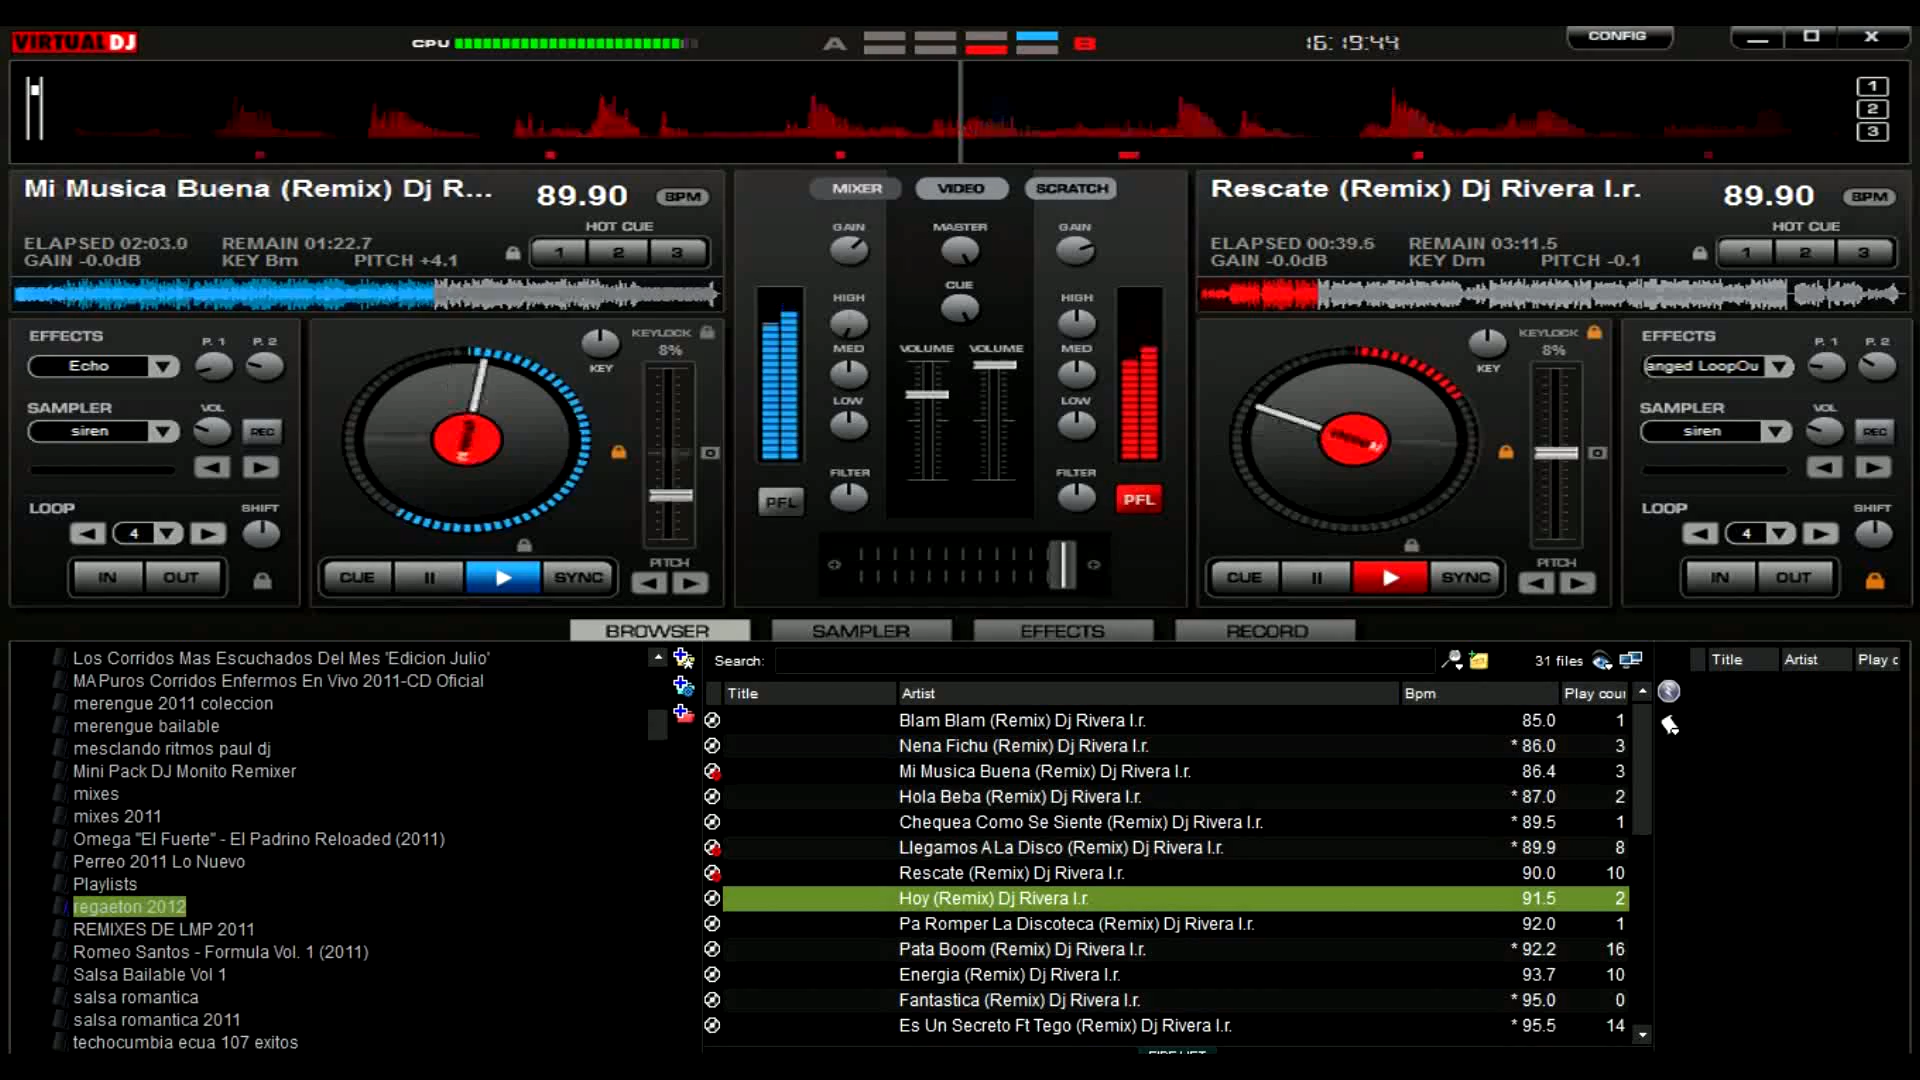 VIRTUAL DJ
CPU
A
B
16:19:44
CONFIG
X
1
2
3
Mi Musica Buena (Remix) Dj R...
89.90
BPM
HOT CUE
ELAPSED 02:03.0
REMAIN 01:22.7
GAIN -0.0dB
KEY Bm
PITCH +4.1
1 2 3
MIXER
VIDEO
SCRATCH
Rescate (Remix) Dj Rivera I.r.
89.90
BPM
HOT CUE
ELAPSED 00:39.6
REMAIN 03:11.5
GAIN -0.0dB
KEY Dm
PITCH -0.1
1 2 3
EFFECTS
P. 1
P. 2
Echo
SAMPLER
VOL
siren
REC
LOOP
SHIFT
4
IN
OUT
KEYLOCK
8%
KEY
PITCH
CUE
II
SYNC
GAIN
MASTER
GAIN
CUE
HIGH
HIGH
MED
VOLUME
VOLUME
MED
LOW
LOW
FILTER
FILTER
PFL
PFL
KEYLOCK
8%
KEY
PITCH
CUE
II
SYNC
EFFECTS
P. 1
P. 2
anged LoopOu
SAMPLER
VOL
siren
REC
LOOP
SHIFT
4
IN
OUT
BROWSER
SAMPLER
EFFECTS
RECORD
Los Corridos Mas Escuchados Del Mes 'Edicion Julio'
MA Puros Corridos Enfermos En Vivo 2011-CD Oficial
merengue 2011 coleccion
merengue bailable
mesclando ritmos paul dj
Mini Pack DJ Monito Remixer
mixes
mixes 2011
Omega "El Fuerte" - El Padrino Reloaded (2011)
Perreo 2011 Lo Nuevo
Playlists
regaeton 2012
REMIXES DE LMP 2011
Romeo Santos - Formula Vol. 1 (2011)
Salsa Bailable Vol 1
salsa romantica
salsa romantica 2011
techocumbia ecua 107 exitos
Search:
31 files
Title Artist Bpm Play cour
Blam Blam (Remix) Dj Rivera I.r. 85.0 1
Nena Fichu (Remix) Dj Rivera I.r. * 86.0 3
Mi Musica Buena (Remix) Dj Rivera I.r. 86.4 3
Hola Beba (Remix) Dj Rivera I.r. * 87.0 2
Chequea Como Se Siente (Remix) Dj Rivera I.r. * 89.5 1
Llegamos A La Disco (Remix) Dj Rivera I.r. * 89.9 8
Rescate (Remix) Dj Rivera I.r. 90.0 10
Hoy (Remix) Dj Rivera I.r. 91.5 2
Pa Romper La Discoteca (Remix) Dj Rivera I.r. 92.0 1
Pata Boom (Remix) Dj Rivera I.r. * 92.2 16
Energia (Remix) Dj Rivera I.r. 93.7 10
Fantastica (Remix) Dj Rivera I.r. * 95.0 0
Es Un Secreto Ft Tego (Remix) Dj Rivera I.r. * 95.5 14
Title Artist Play c